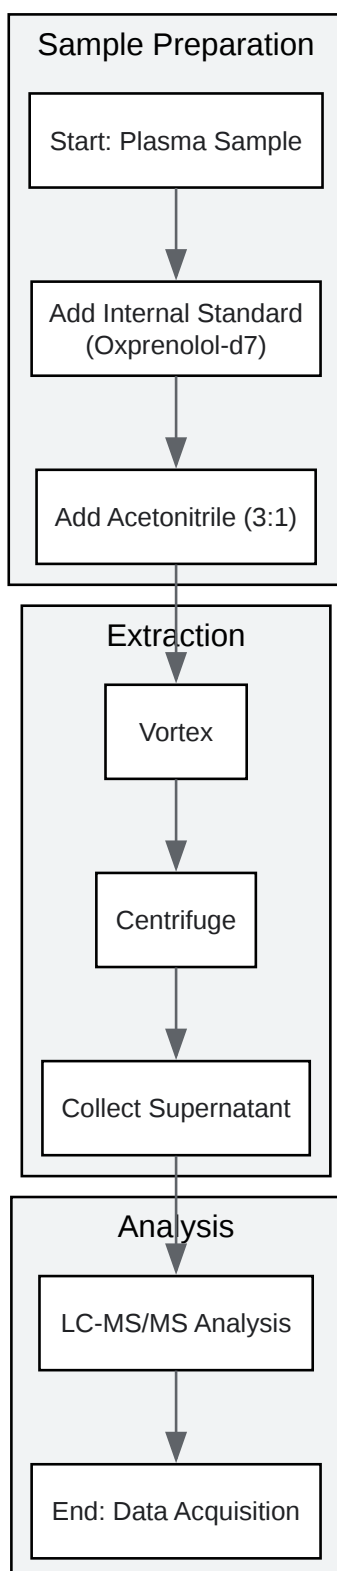 Sample Preparation
Start: Plasma Sample
Add Internal Standard
(Oxprenolol-d7)
Add Acetonitrile (3:1)
Extraction
Vortex
Centrifuge
Collect Supernatant
Analysis
LC-MS/MS Analysis
End: Data Acquisition